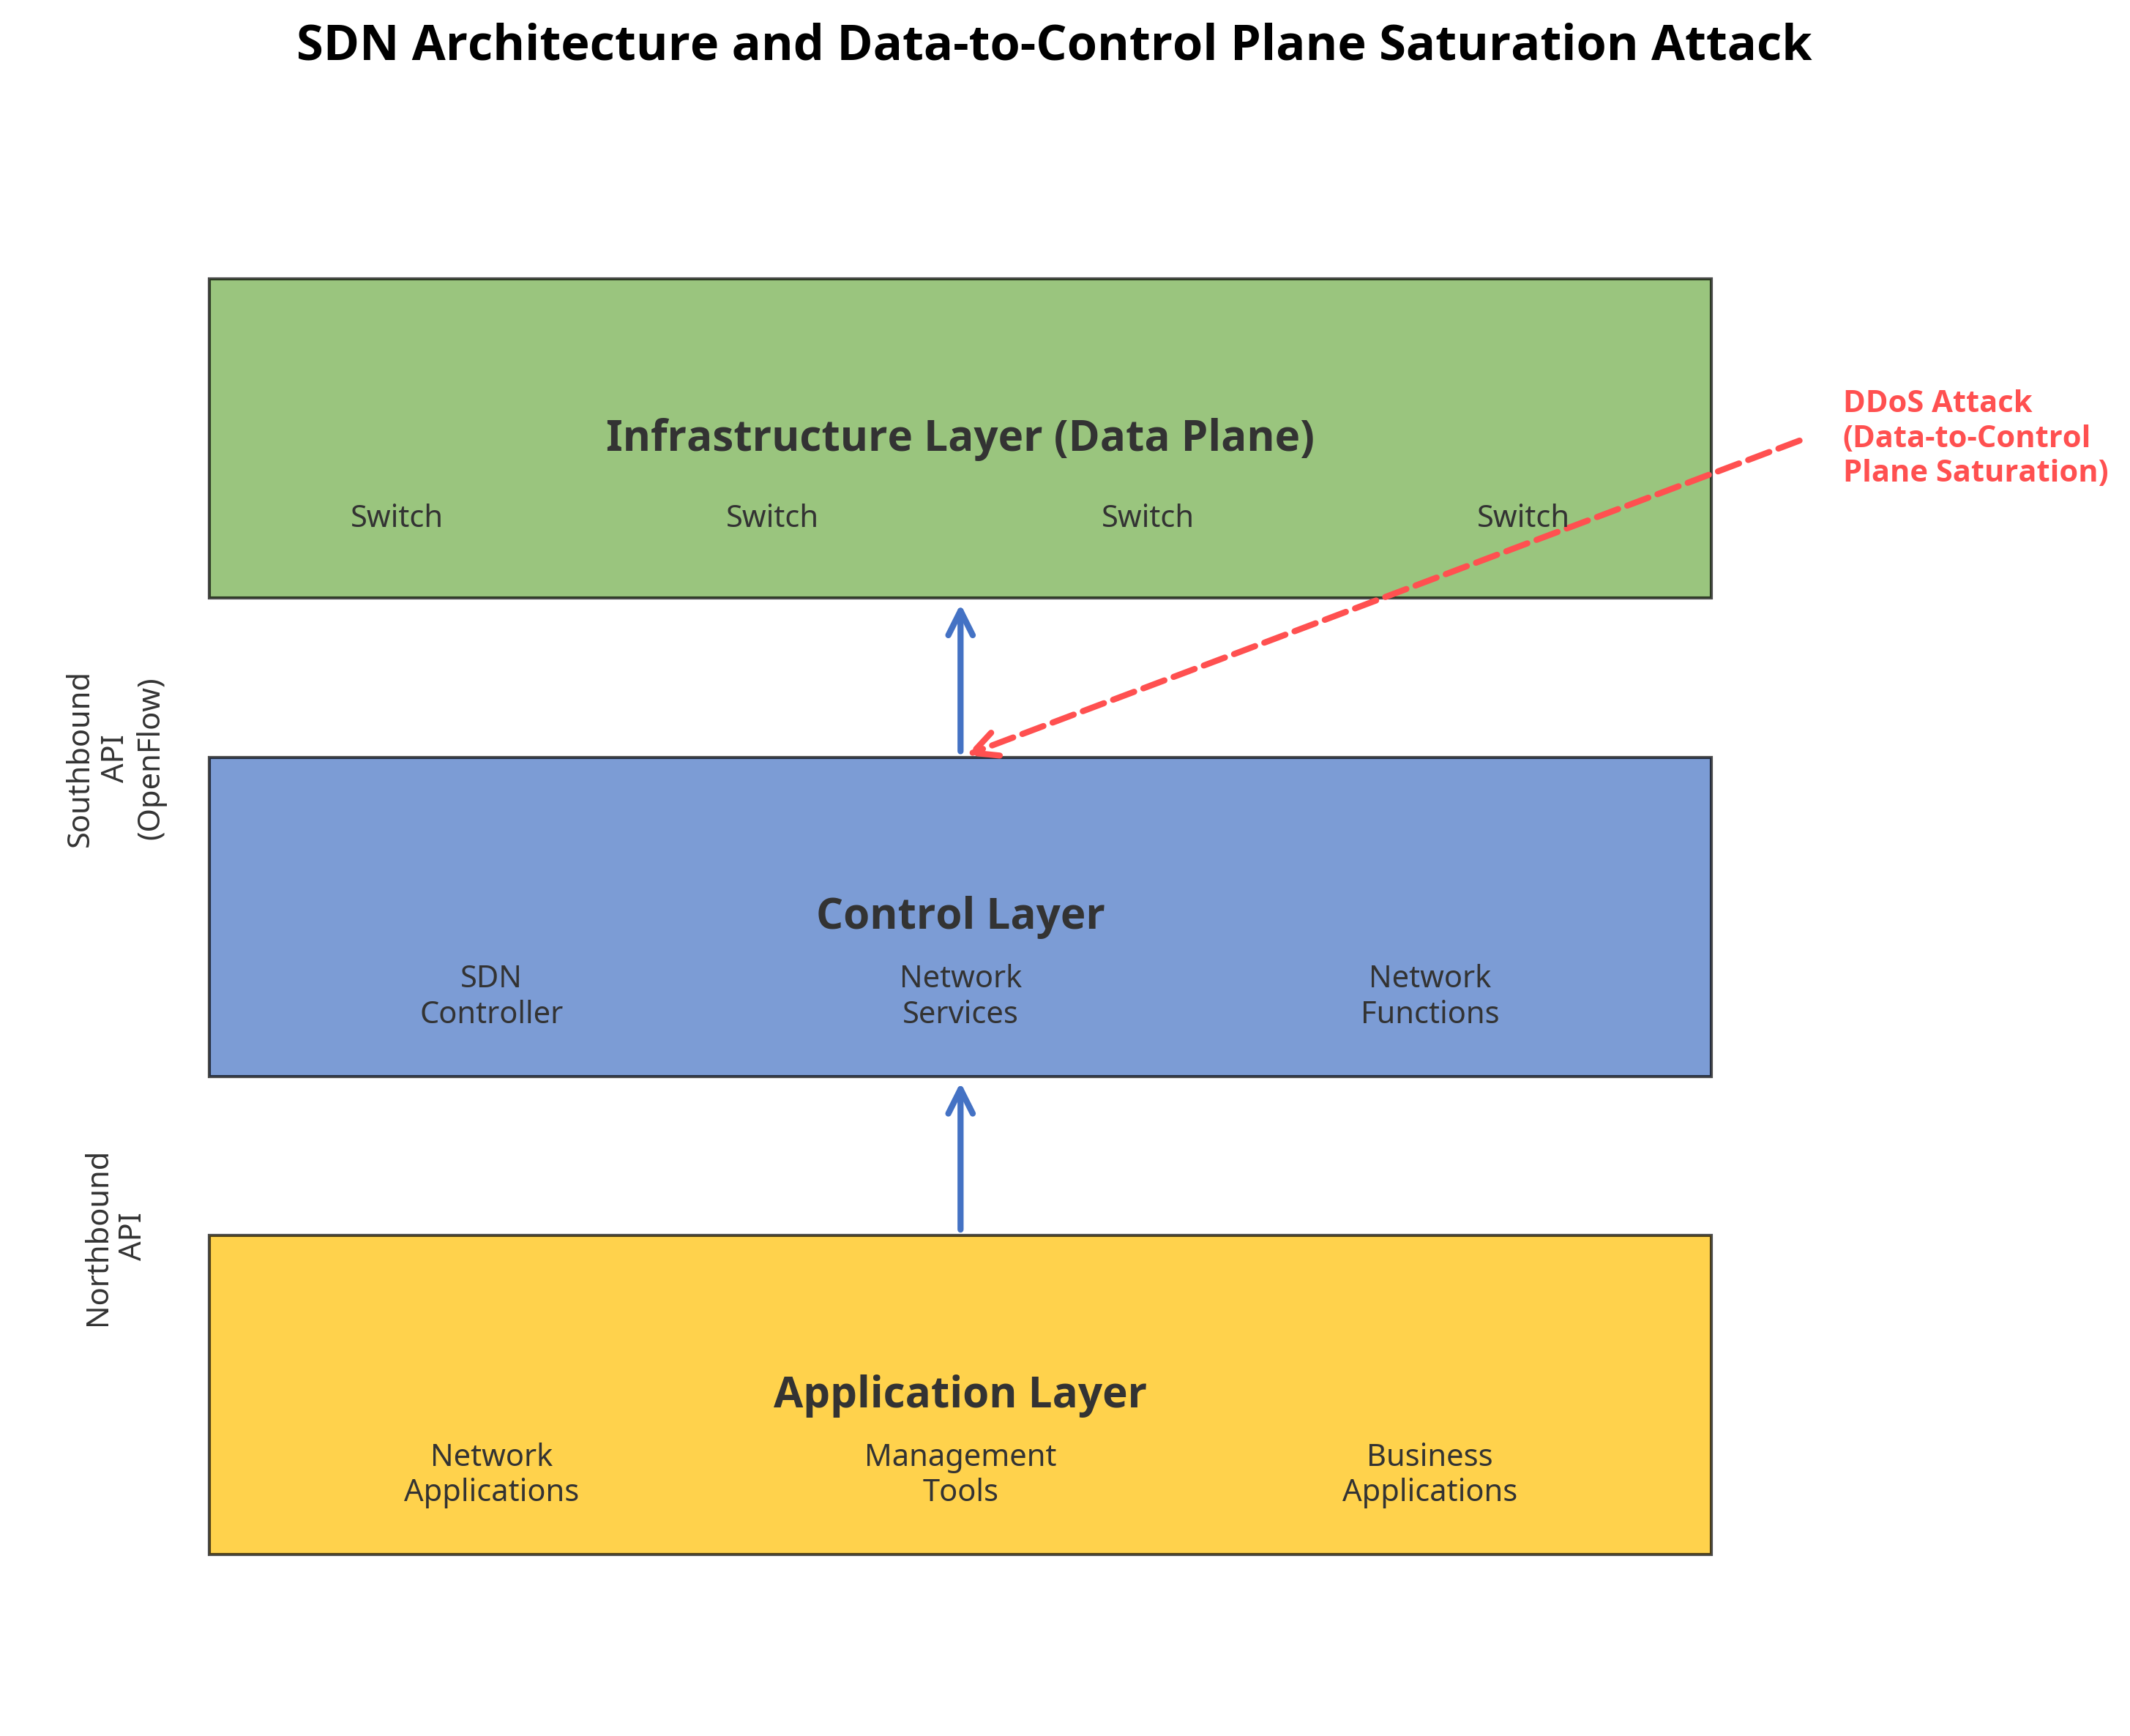 SDN Architecture and Data-to-Control Plane Saturation Attack
Infrastructure Layer (Data Plane)
Switch
Switch
Switch
Switch
DDoS Attack
(Data-to-Control
Plane Saturation)
Southbound
API
(OpenFlow)
Control Layer
SDN
Controller
Network
Services
Network
Functions
Northbound
API
Application Layer
Network
Applications
Management
Tools
Business
Applications